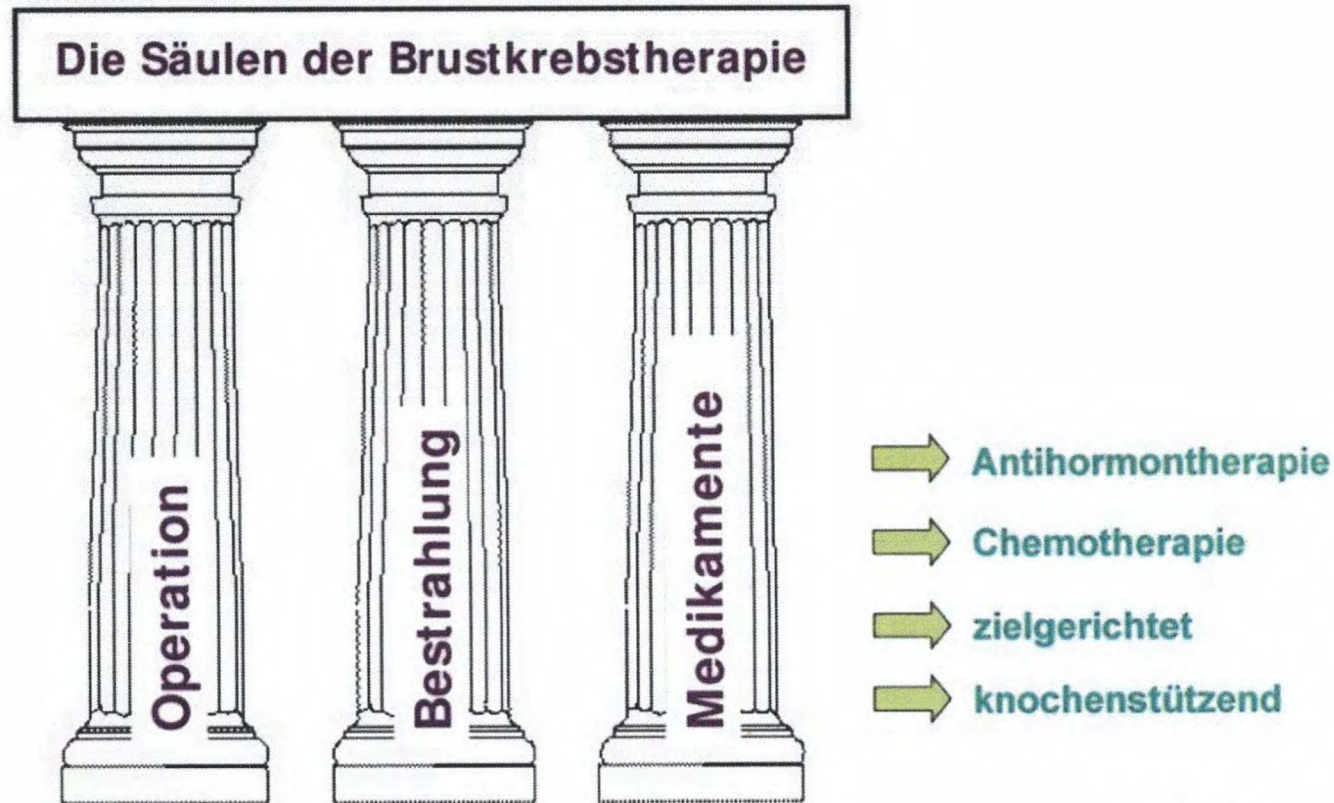 Die Säulen der Brustkrebstherapie
Operation
Bestrahlung
Medikamente
Antihormontherapie
Chemotherapie
zielgerichtet
knochenstützend